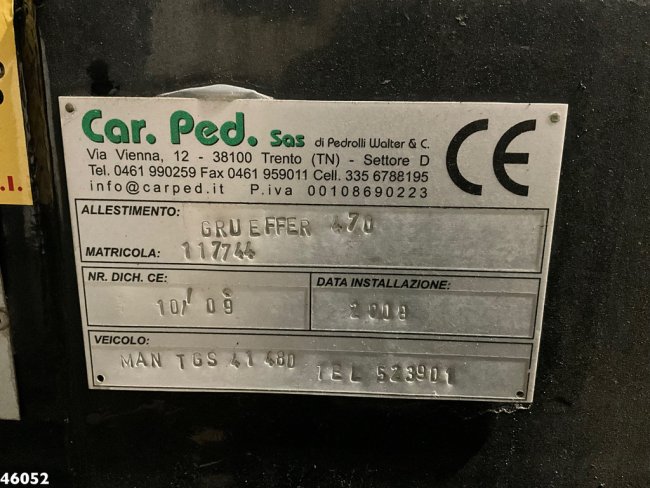 Car. Ped. Sas di Pedrolli Walter & C. CE
Via Vienna, 12 - 38100 Trento (TN) - Settore D
Tel. 0461 990259 Fax 0461 959011 Cell. 335 6788195
info@carped.it P.iva 00108690223
ALLESTIMENTO: GRU EFFER 470
MATRICOLA: 117744
NR. DICH. CE: DATA INSTALLAZIONE:
10/ 09
VEICOLO:
MAN TGS 41 480 TEL 523901
.I.
46052